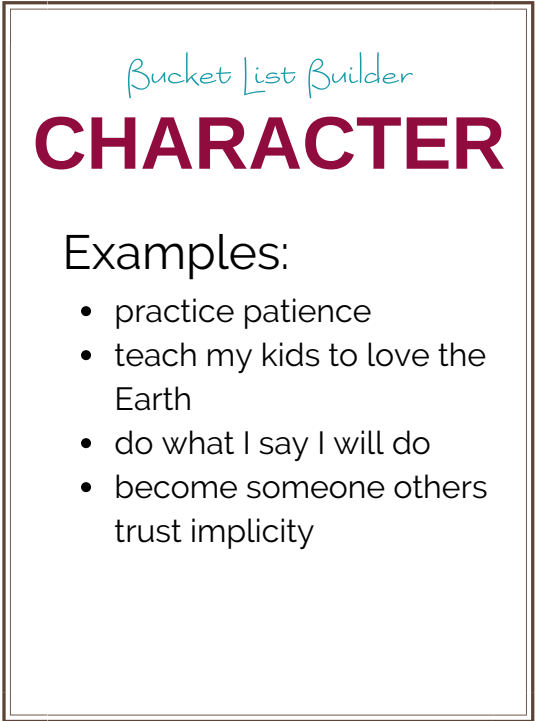 Bucket List Builder
CHARACTER
Examples:
• practice patience
• teach my kids to love the
Earth
• do what I say I will do
• become someone others
trust implicity